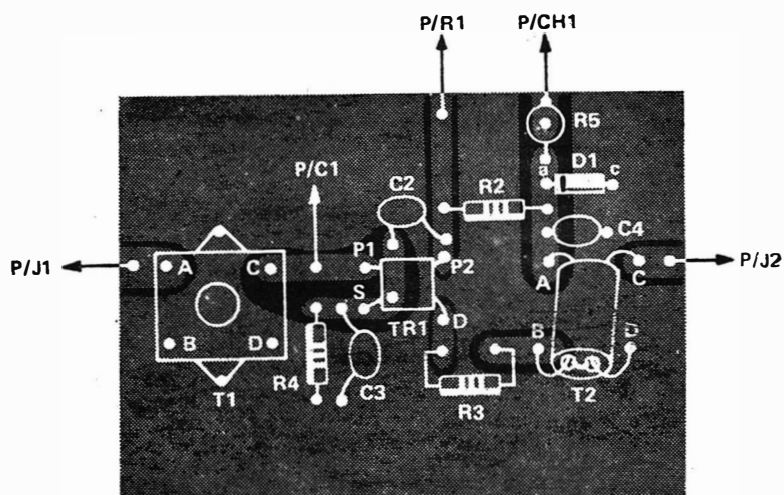 P/R1 P/CH1
R5
P/C1 D1
a c
C2 R2
C4
P/J1 A C P1 P2 A C P/J2
S
TR1 D
B D B D
R4 C3 T2
T1 R3